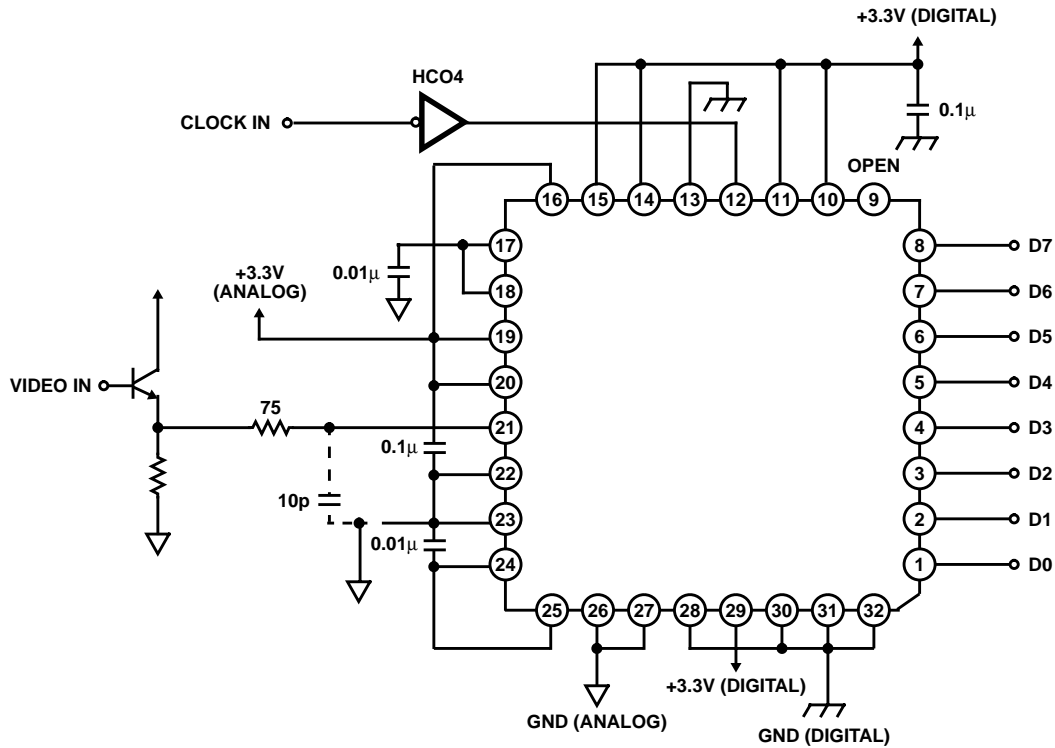 +3.3V (DIGITAL)
HCO4
CLOCK IN
0.1μ
OPEN
16
15
14
13
12
11
10
9
17
8
D7
0.01μ
+3.3V
(ANALOG)
18
7
D6
19
6
D5
VIDEO IN
20
5
D4
75
21
4
D3
0.1μ
22
3
D2
10p
23
2
D1
0.01μ
24
1
D0
25
26
27
28
29
30
31
32
+3.3V (DIGITAL)
GND (ANALOG)
GND (DIGITAL)